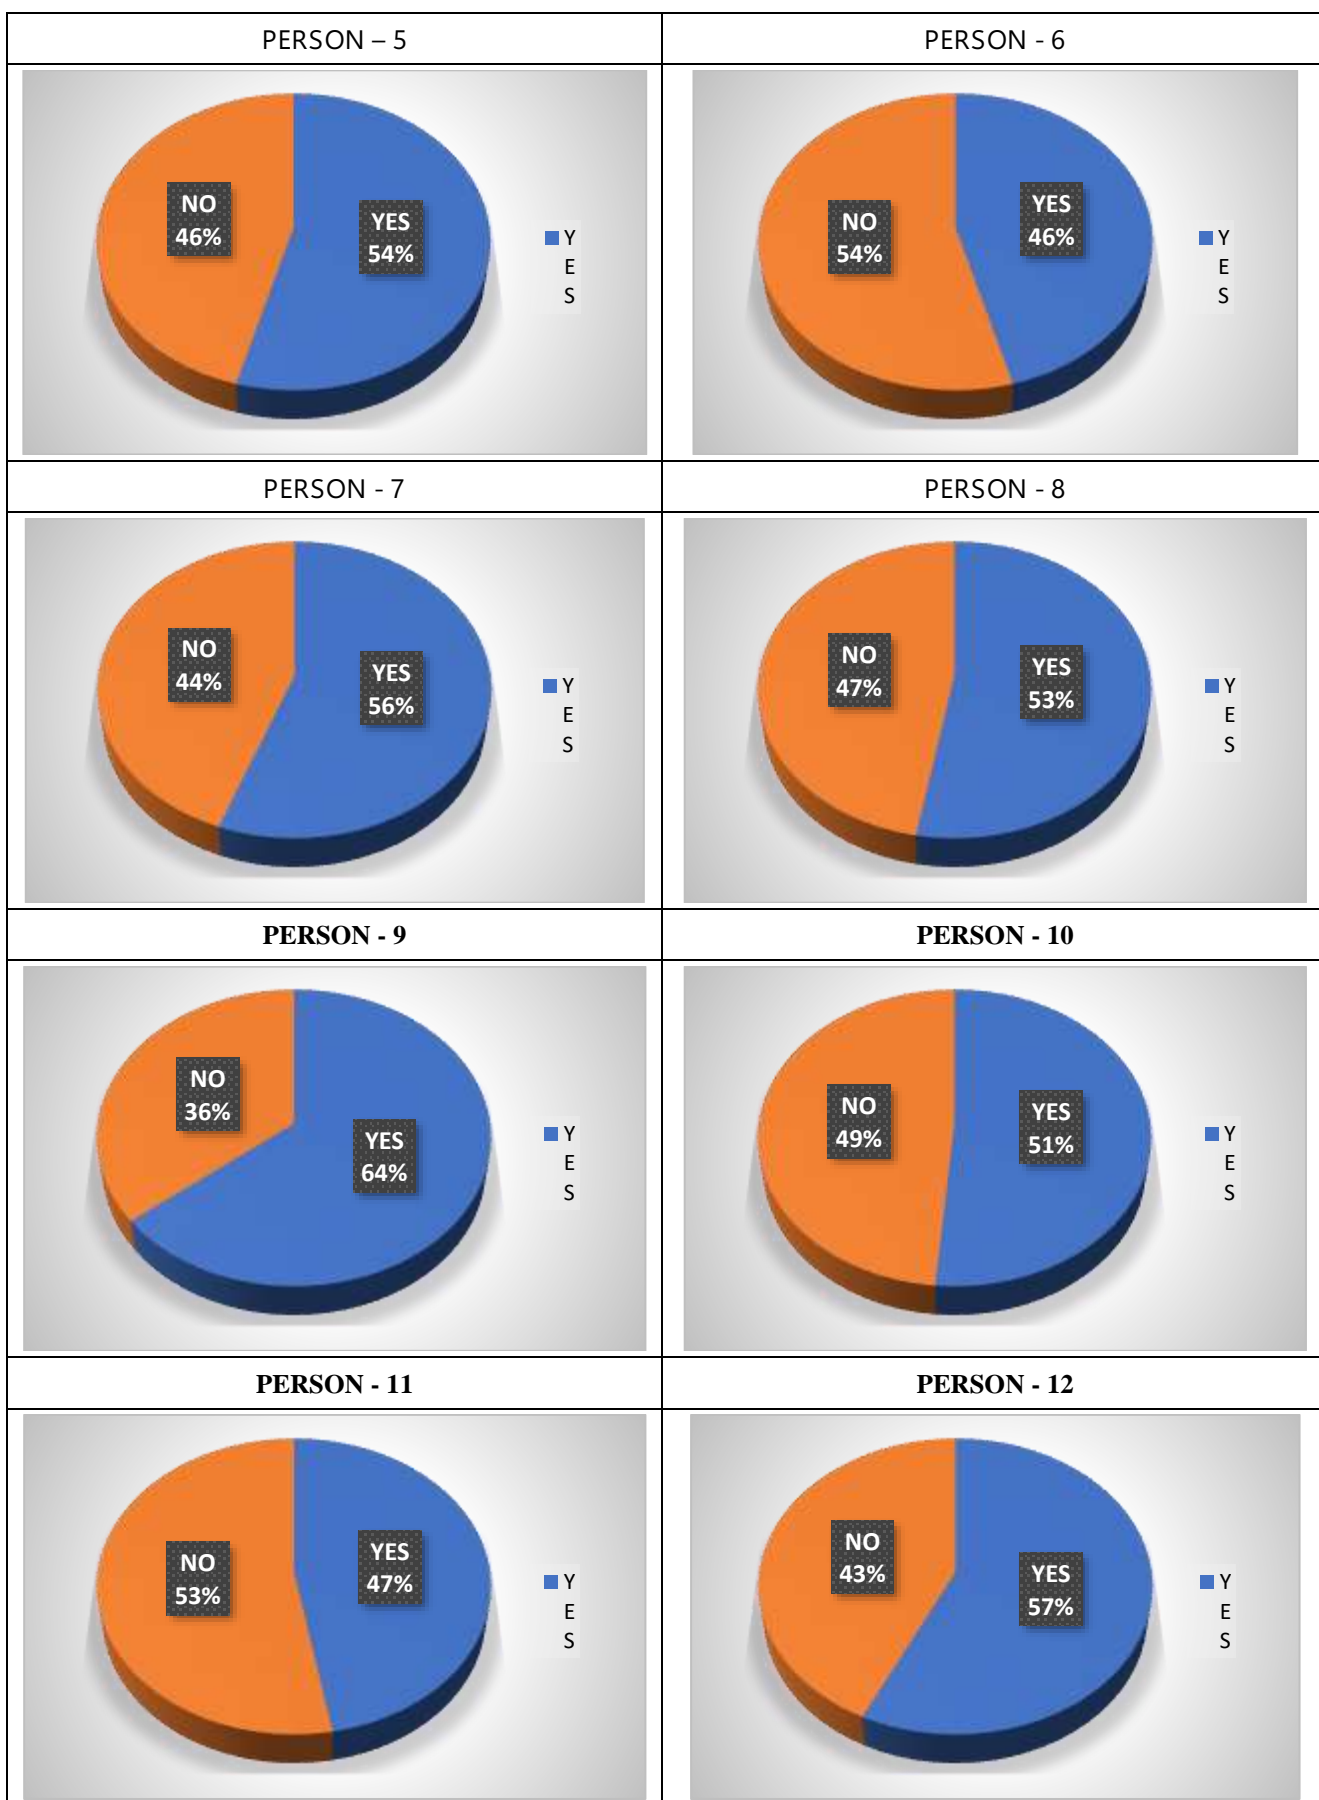 PERSON – 5
PERSON - 6
NO
46%
YES
54%
Y
E
S
NO
54%
YES
46%
Y
E
S
PERSON - 7
PERSON - 8
NO
44%
YES
56%
Y
E
S
NO
47%
YES
53%
Y
E
S
PERSON - 9
PERSON - 10
NO
36%
YES
64%
Y
E
S
NO
49%
YES
51%
Y
E
S
PERSON - 11
PERSON - 12
NO
53%
YES
47%
Y
E
S
NO
43%
YES
57%
Y
E
S